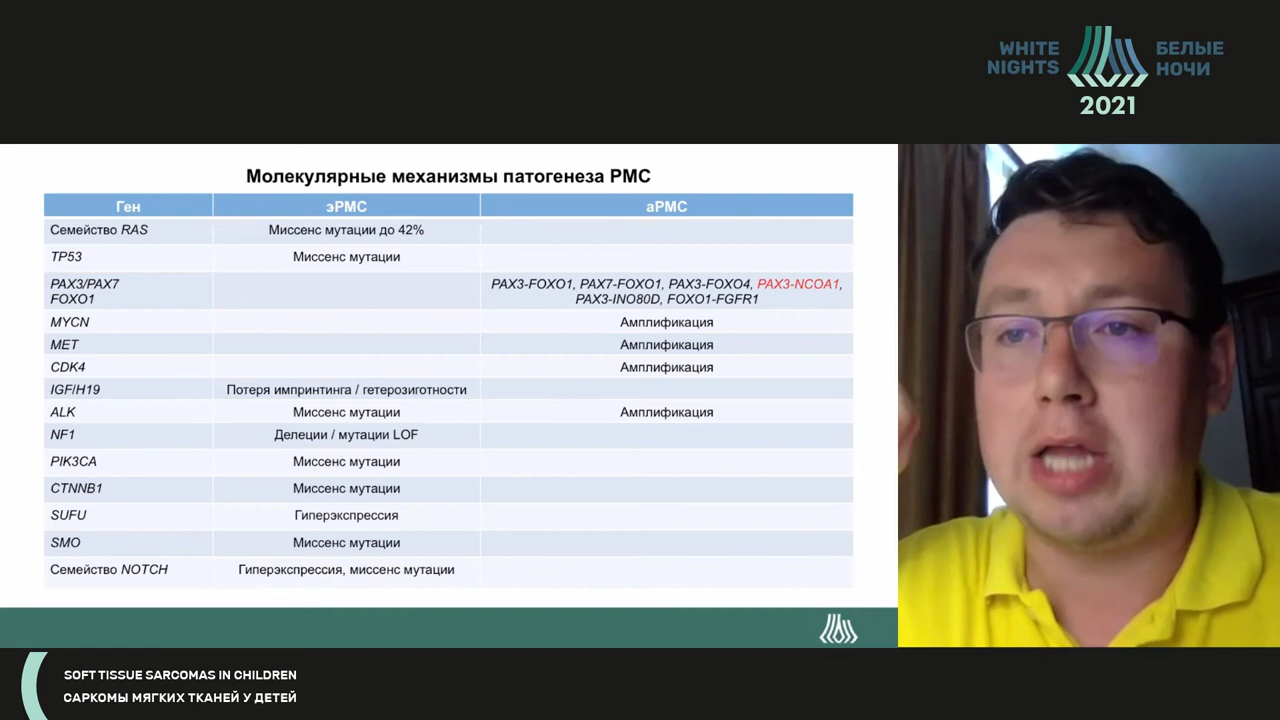 WHITE NIGHTS
БЕЛЫЕ НОЧИ
2021
Молекулярные механизмы патогенеза РМС
Ген эРМС аРМС
Семейство RAS Миссенс мутации до 42%
TP53 Миссенс мутации
PAX3/PAX7 PAX3-FOXO1, PAX7-FOXO1, PAX3-FOXO4, PAX3-NCOA1,
FOXO1 PAX3-INO80D, FOXO1-FGFR1
MYCN Амплификация
MET Амплификация
CDK4 Амплификация
IGF/H19 Потеря импринтинга / гетерозиготности
ALK Миссенс мутации Амплификация
NF1 Делеции / мутации LOF
PIK3CA Миссенс мутации
CTNNB1 Миссенс мутации
SUFU Гиперэкспрессия
SMO Миссенс мутации
Семейство NOTCH Гиперэкспрессия, миссенс мутации
SOFT TISSUE SARCOMAS IN CHILDREN
САРКОМЫ МЯГКИХ ТКАНЕЙ У ДЕТЕЙ